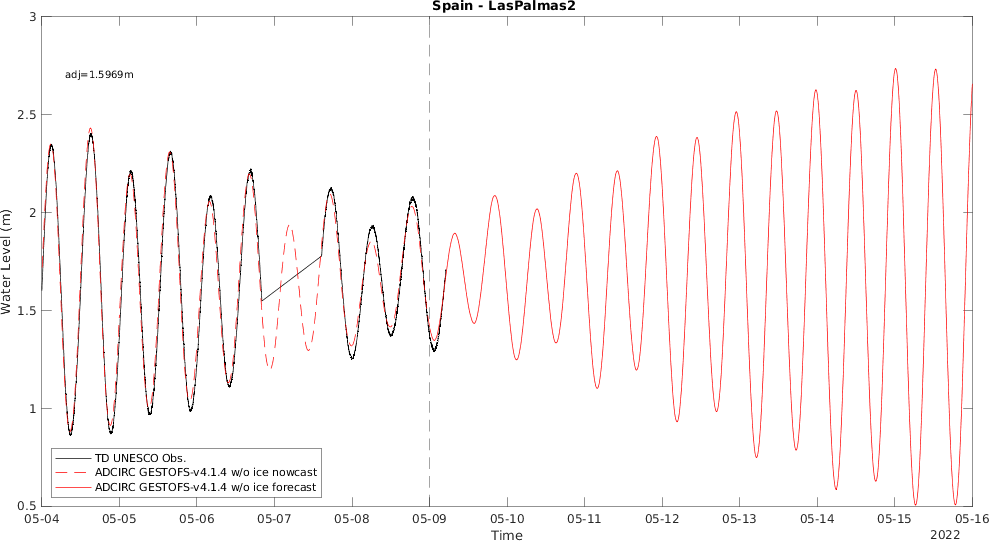 Spain - LasPalmas2
3
adj=1.5969m
2.5
2
Water Level (m)
1.5
1
TD UNESCO Obs.
ADCIRC GESTOFS-v4.1.4 w/o ice nowcast
ADCIRC GESTOFS-v4.1.4 w/o ice forecast
0.5
05-04 05-05 05-06 05-07 05-08 05-09 05-10 05-11 05-12 05-13 05-14 05-15 05-16
Time
2022